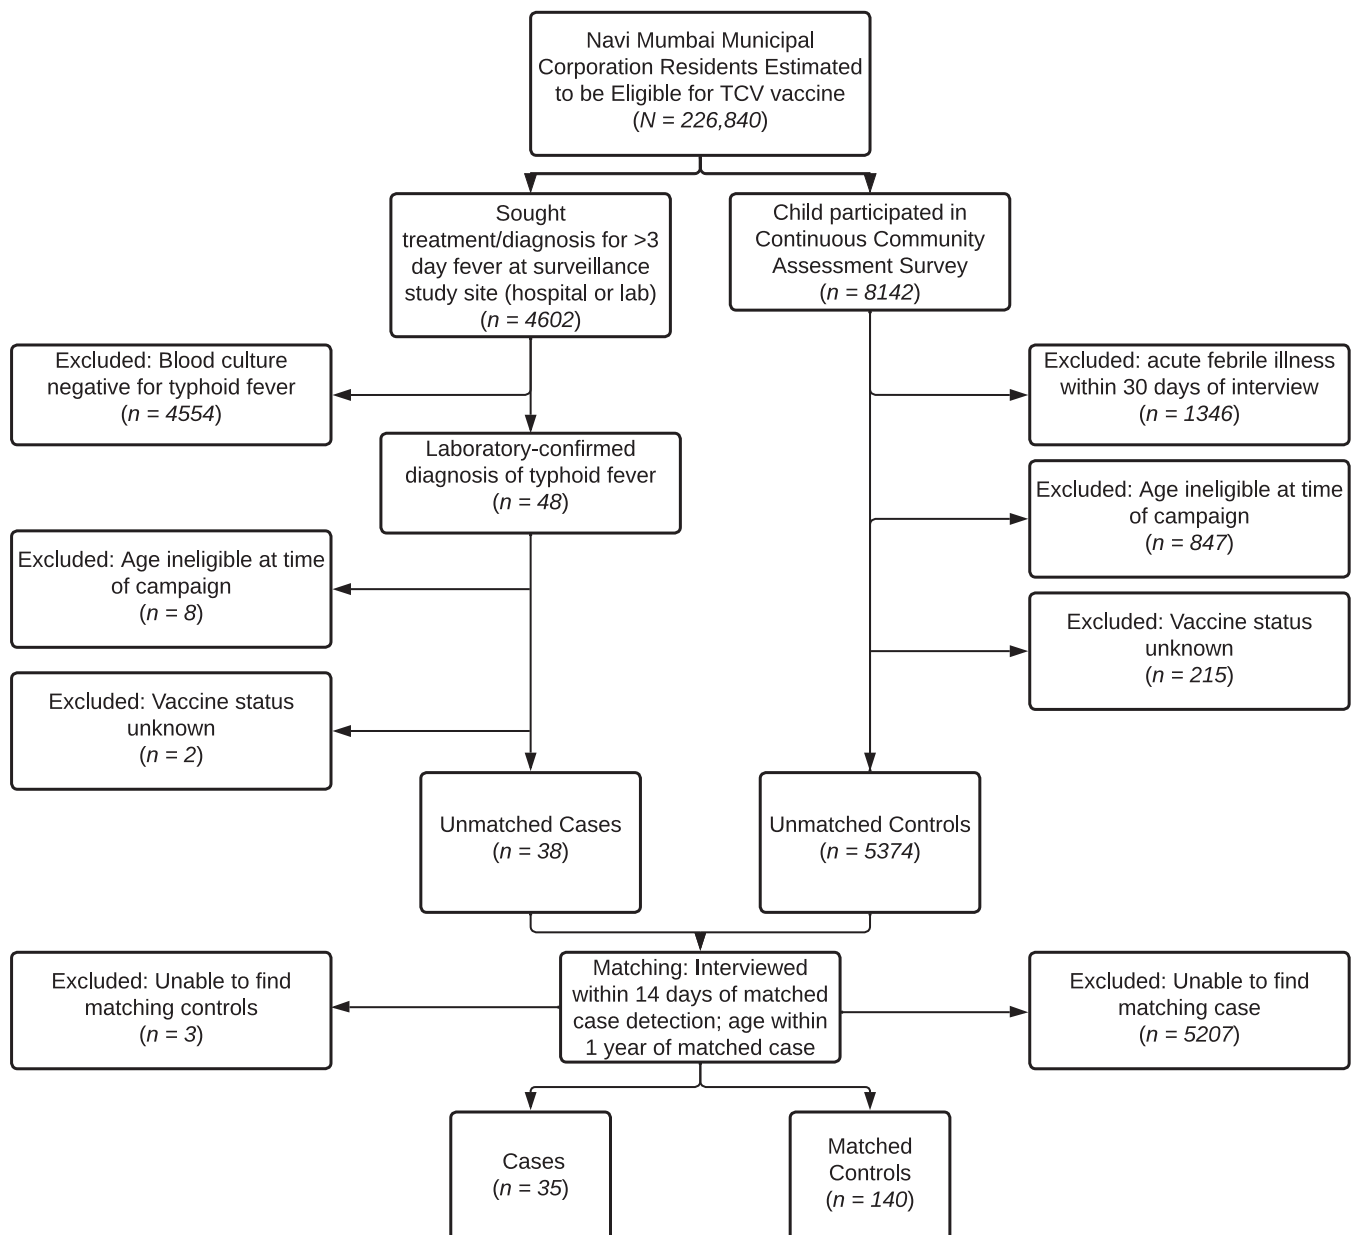 Navi Mumbai Municipal
Corporation Residents Estimated
to be Eligible for TCV vaccine
(N = 226,840)
Sought
treatment/diagnosis for >3
day fever at surveillance
study site (hospital or lab)
(n = 4602)
Child participated in
Continuous Community
Assessment Survey
(n = 8142)
Excluded: Blood culture
negative for typhoid fever
(n = 4554)
Excluded: acute febrile illness
within 30 days of interview
(n = 1346)
Laboratory-confirmed
diagnosis of typhoid fever
(n = 48)
Excluded: Age ineligible at time
of campaign
(n = 847)
Excluded: Age ineligible at time
of campaign
(n = 8)
Excluded: Vaccine status
unknown
(n = 215)
Excluded: Vaccine status
unknown
(n = 2)
Unmatched Cases
(n = 38)
Unmatched Controls
(n = 5374)
Excluded: Unable to find
matching controls
(n = 3)
Matching: Interviewed
within 14 days of matched
case detection; age within
1 year of matched case
Excluded: Unable to find
matching case
(n = 5207)
Cases
(n = 35)
Matched
Controls
(n = 140)